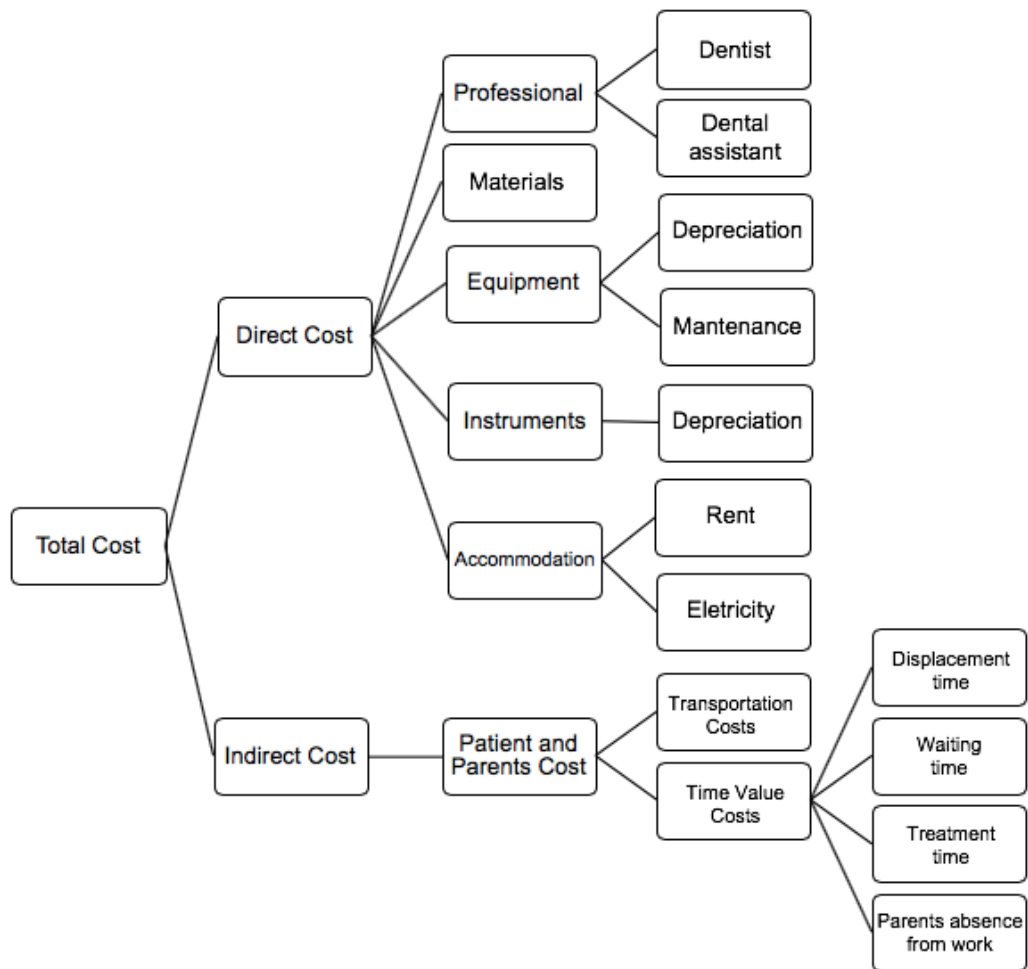 Dentist
Professional
Dental
assistant
Materials
Depreciation
Equipment
Mantenance
Direct Cost
Instruments
Depreciation
Rent
Total Cost
Accommodation
Eletricity
Displacement
time
Transportation
Costs
Indirect Cost
Patient and
Parents Cost
Waiting
time
Time Value
Costs
Treatment
time
Parents absence
from work